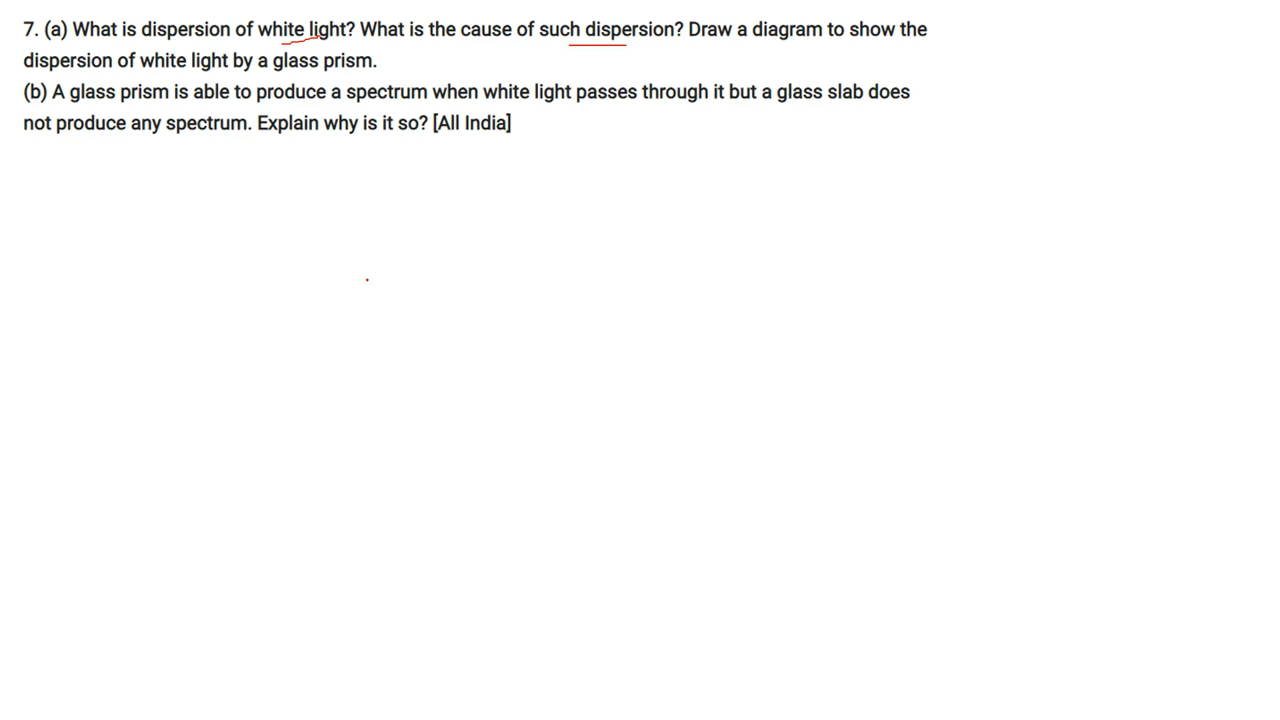 7. (a) What is dispersion of white light? What is the cause of such dispersion? Draw a diagram to show the
dispersion of white light by a glass prism.
(b) A glass prism is able to produce a spectrum when white light passes through it but a glass slab does
not produce any spectrum. Explain why is it so? [All India]